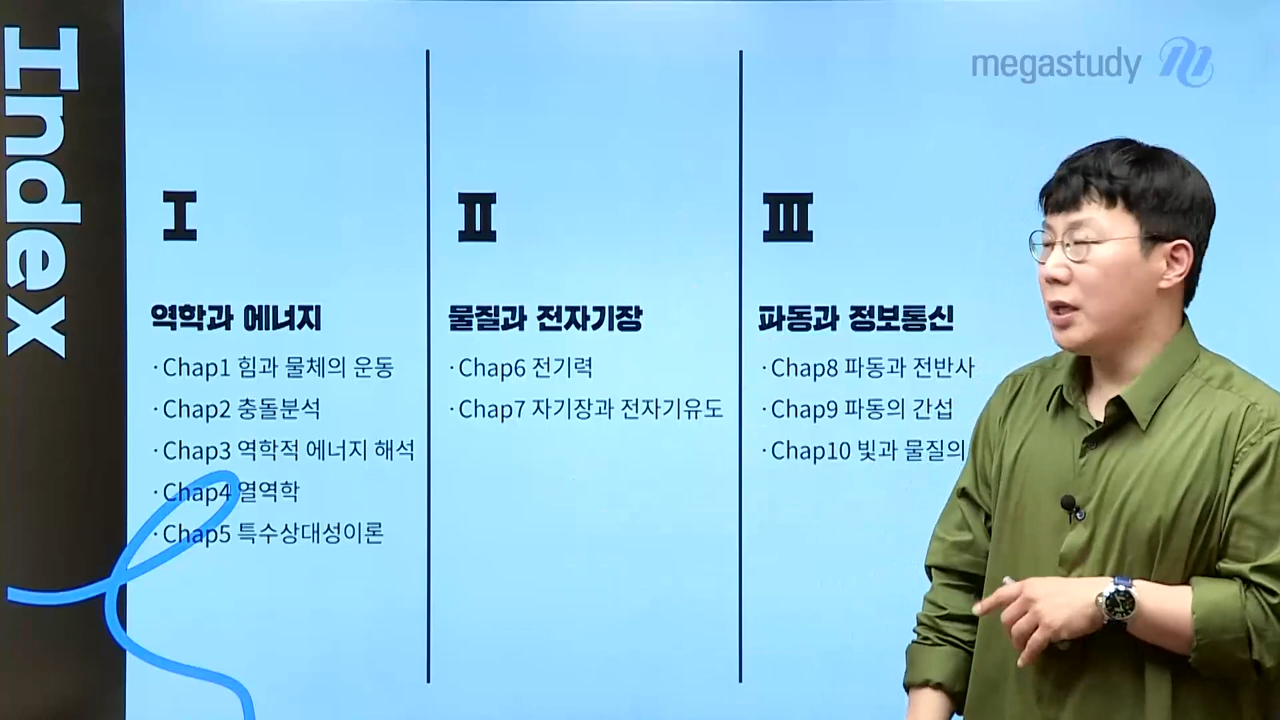 Index
megastudy
I
역학과 에너지
·Chap1 힘과 물체의 운동
·Chap2 충돌분석
·Chap3 역학적 에너지 해석
·Chap4 열역학
·Chap5 특수상대성이론
II
물질과 전자기장
·Chap6 전기력
·Chap7 자기장과 전자기유도
III
파동과 정보통신
·Chap8 파동과 전반사
·Chap9 파동의 간섭
·Chap10 빛과 물질의